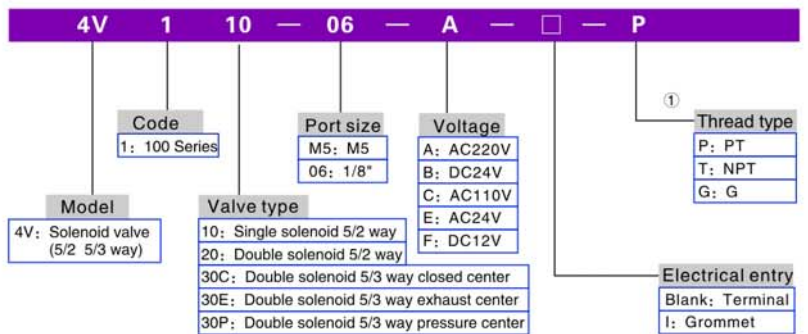 4V 1 10 — 06 — A — □ — P
①
Code
1: 100 Series
Port size
M5: M5
06: 1/8"
Voltage
A: AC220V
B: DC24V
C: AC110V
E: AC24V
F: DC12V
Thread type
P: PT
T: NPT
G: G
Model
4V: Solenoid valve
(5/2 5/3 way)
Valve type
10: Single solenoid 5/2 way
20: Double solenoid 5/2 way
30C: Double solenoid 5/3 way closed center
30E: Double solenoid 5/3 way exhaust center
30P: Double solenoid 5/3 way pressure center
Electrical entry
Blank: Terminal
I: Grommet